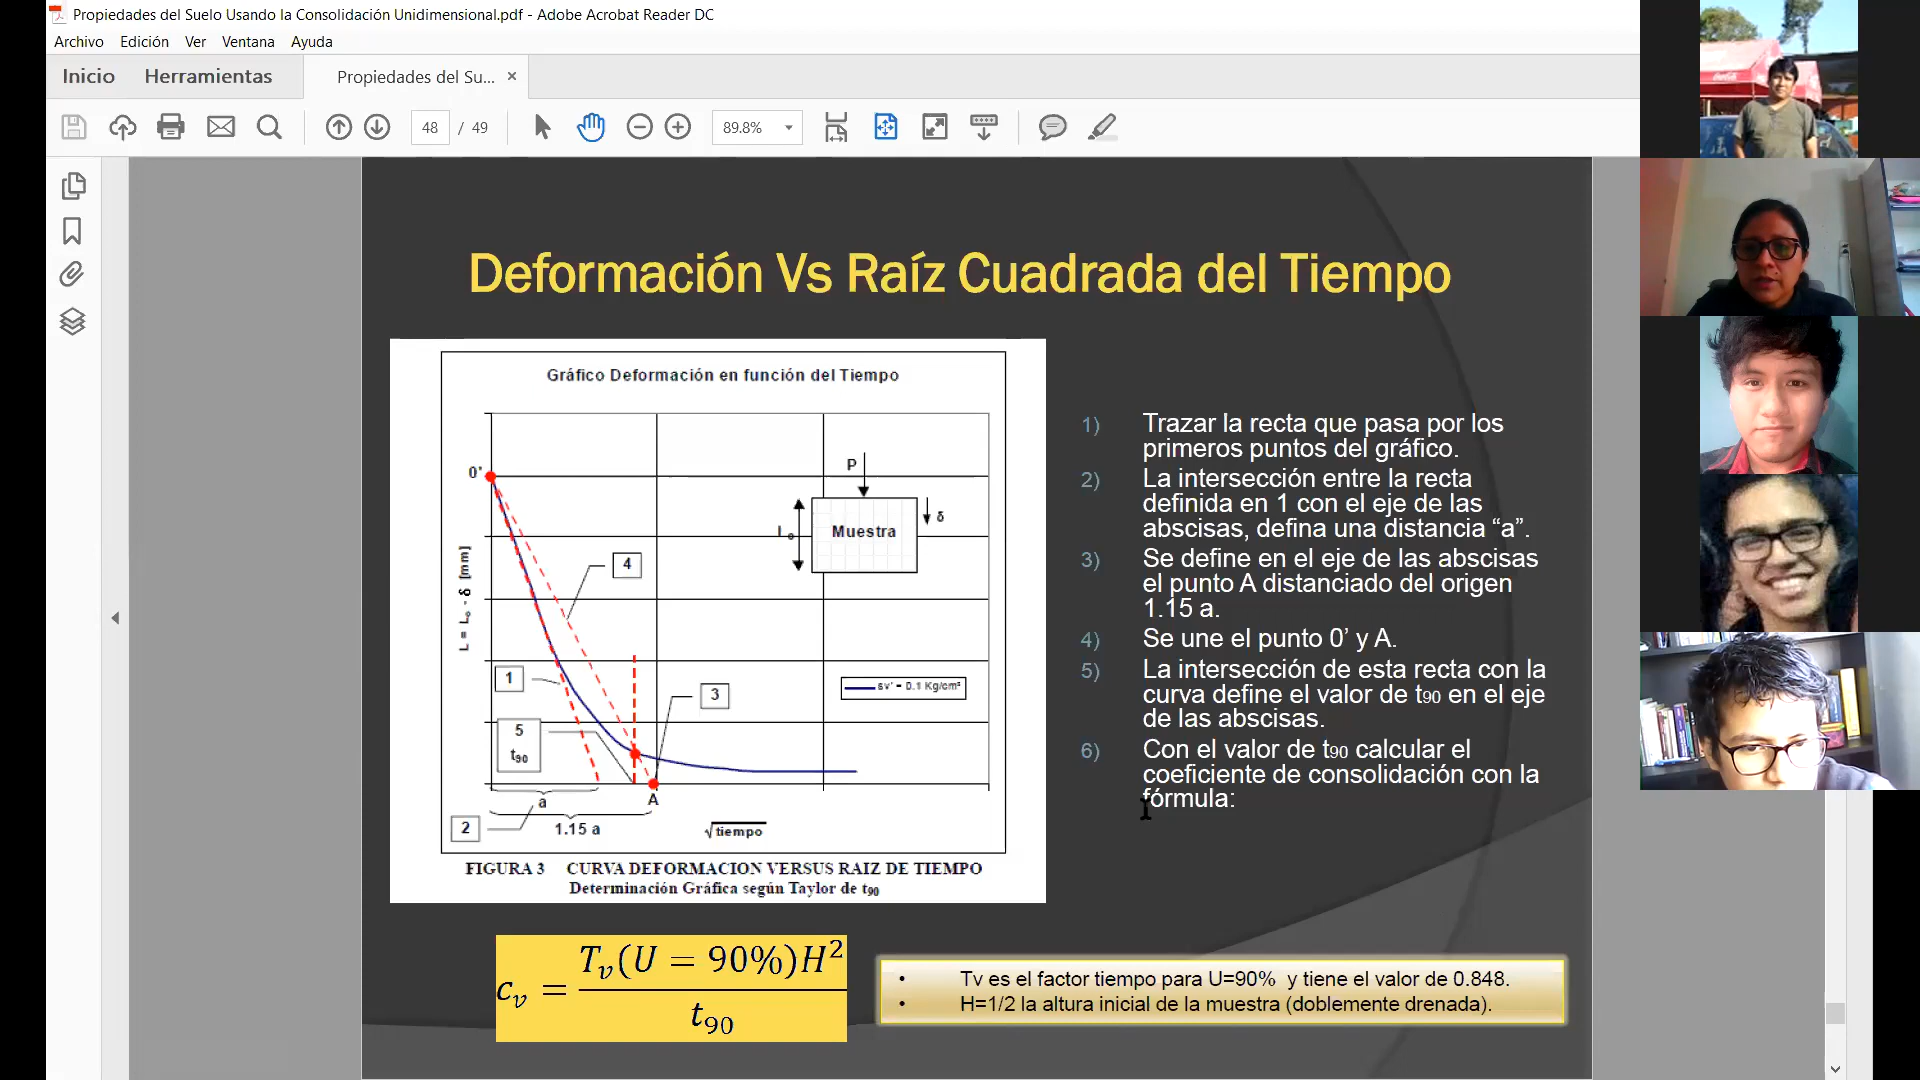 Propiedades del Suelo Usando la Consolidación Unidimensional.pdf - Adobe Acrobat Reader DC
Archivo Edición Ver Ventana Ayuda
Inicio Herramientas Propiedades del Su... ×
48 / 49 89.8%
Deformación Vs Raíz Cuadrada del Tiempo
Gráfico Deformación en función del Tiempo
0'
P
Muestra
δ
L = Lo - δ [mm]
4
sv' = 0.1 Kg/cm²
1
3
5
t90
a
A
2
1.15 a
√tiempo
FIGURA 3 CURVA DEFORMACION VERSUS RAIZ DE TIEMPO
Determinación Gráfica según Taylor de t90
1) Trazar la recta que pasa por los
primeros puntos del gráfico.
2) La intersección entre la recta
definida en 1 con el eje de las
abscisas, defina una distancia “a”.
3) Se define en el eje de las abscisas
el punto A distanciado del origen
1.15 a.
4) Se une el punto 0’ y A.
5) La intersección de esta recta con la
curva define el valor de t90 en el eje
de las abscisas.
6) Con el valor de t90 calcular el
coeficiente de consolidación con la
fórmula:
cv = Tv(U = 90%)H² / t90
• Tv es el factor tiempo para U=90% y tiene el valor de 0.848.
• H=1/2 la altura inicial de la muestra (doblemente drenada).